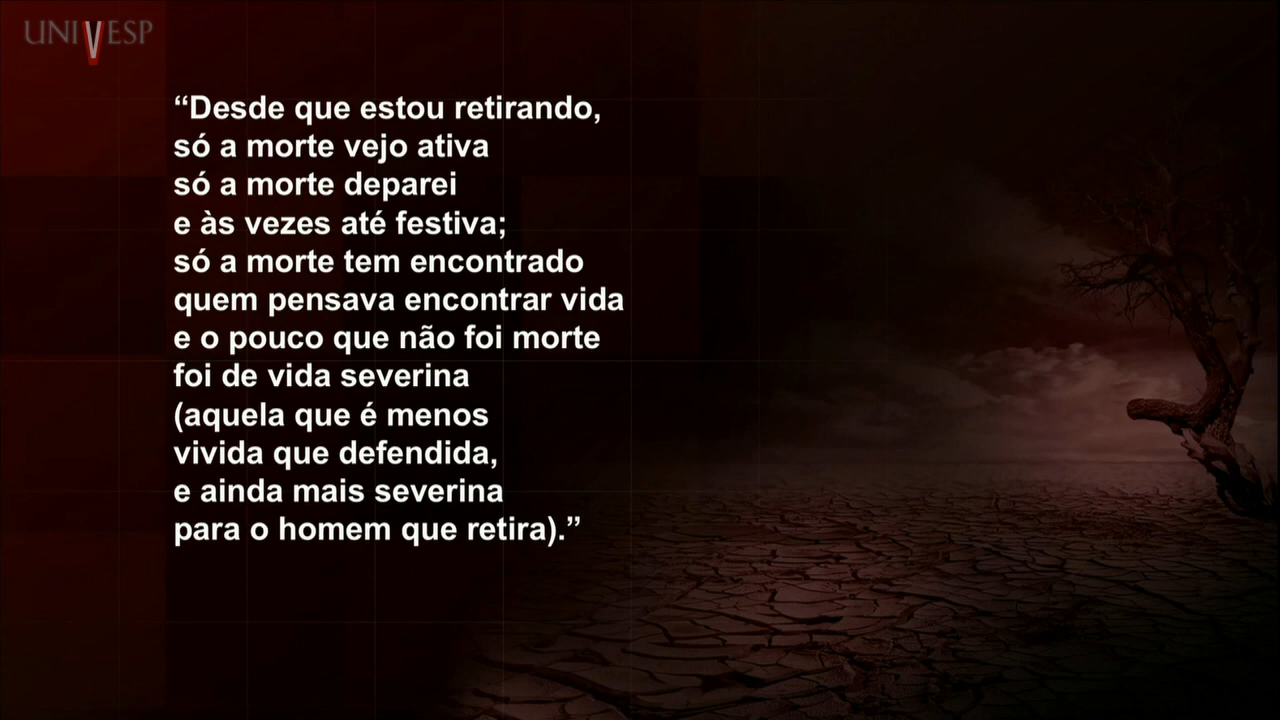 UNIVESP
“Desde que estou retirando,
só a morte vejo ativa
só a morte deparei
e às vezes até festiva;
só a morte tem encontrado
quem pensava encontrar vida
e o pouco que não foi morte
foi de vida severina
(aquela que é menos
vivida que defendida,
e ainda mais severina
para o homem que retira).”